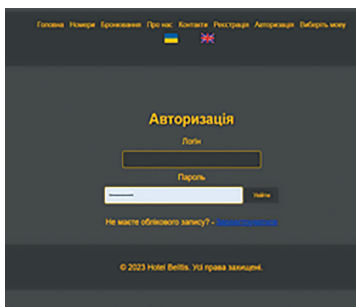 Головна Номери Бронювання Про нас Контакти Реєстрація Авторизація Виберіть мову
Авторизація
Логін
Пароль
Увійти
Не маєте облікового запису? -
© 2023 Hotel Belitis. Усі права захищені.